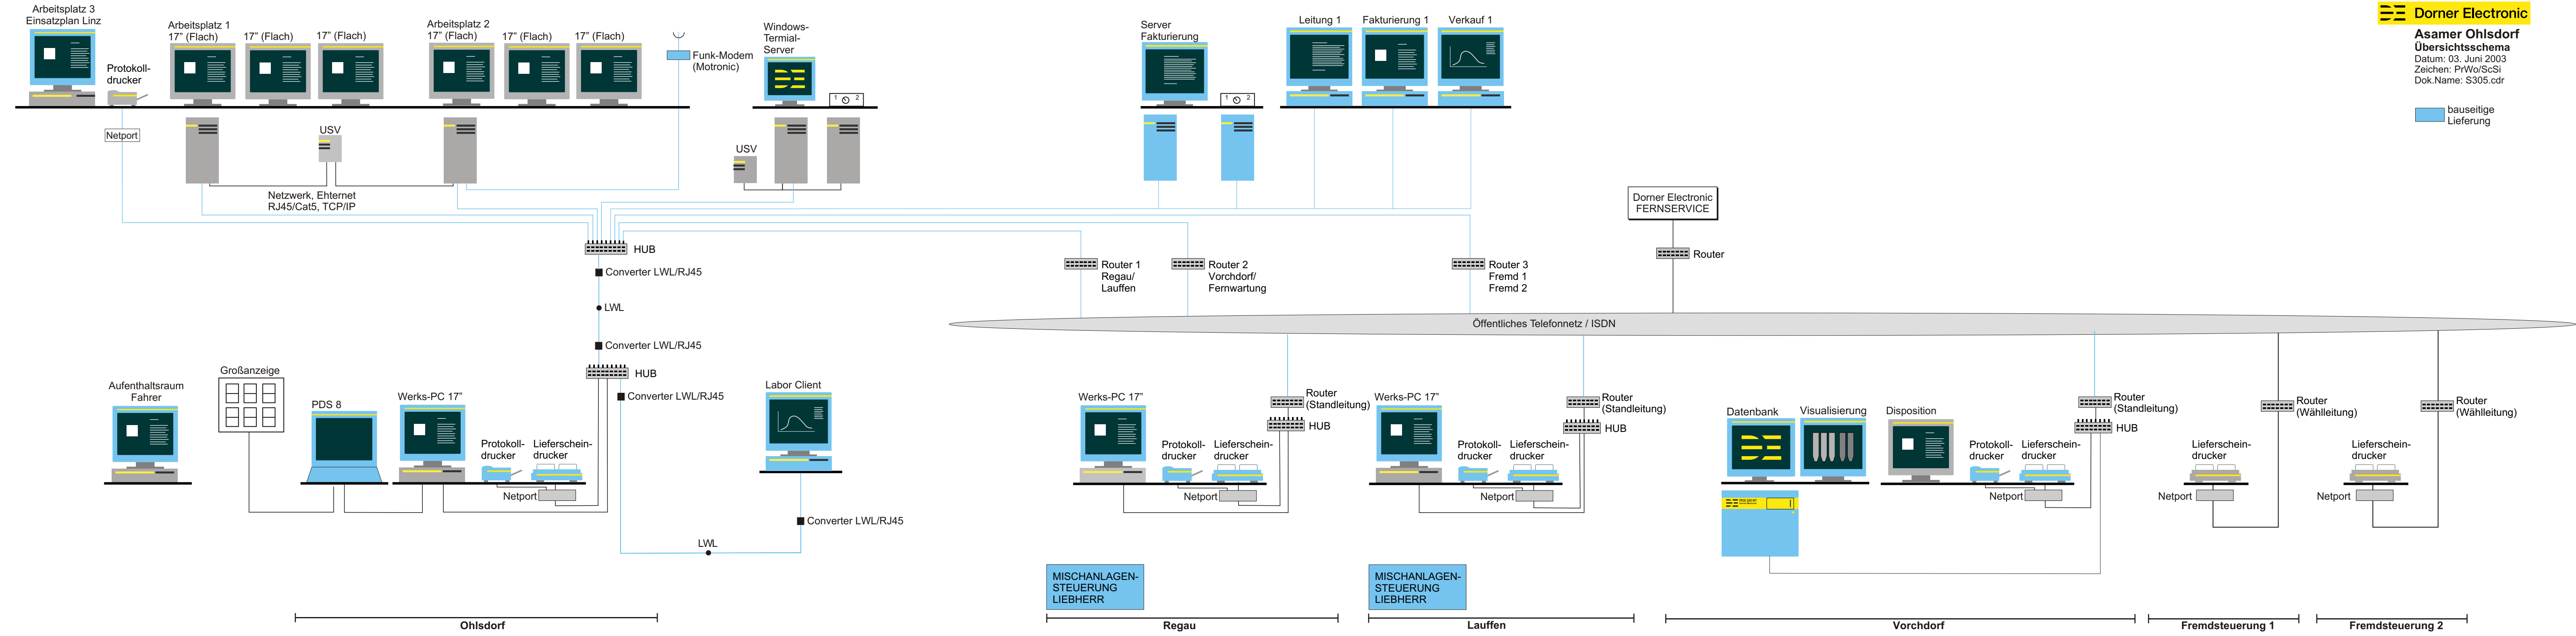 Arbeitsplatz 3
Einsatzplan Linz
Protokoll-
drucker
Netport
Arbeitsplatz 1
17" (Flach)
17" (Flach)
17" (Flach)
USV
Netzwerk, Ehternet
RJ45/Cat5, TCP/IP
Arbeitsplatz 2
17" (Flach)
17" (Flach)
17" (Flach)
Funk-Modem
(Motronic)
Windows-
Termial-
Server
1 2
USV
Server
Fakturierung
1 2
Leitung 1
Fakturierung 1
Verkauf 1
Dorner Electronic
Asamer Ohlsdorf
Übersichtsschema
Datum: 03. Juni 2003
Zeichen: PrWo/ScSi
Dok.Name: S305.cdr
bauseitige
Lieferung
Dorner Electronic
FERNSERVICE
Router
HUB
Converter LWL/RJ45
LWL
Converter LWL/RJ45
HUB
Converter LWL/RJ45
Router 1
Regau/
Lauffen
Router 2
Vorchdorf/
Fernwartung
Router 3
Fremd 1
Fremd 2
Öffentliches Telefonnetz / ISDN
Aufenthaltsraum
Fahrer
Großanzeige
PDS 8
Werks-PC 17"
Protokoll-
drucker
Lieferschein-
drucker
Netport
Labor Client
Converter LWL/RJ45
LWL
Ohlsdorf
Werks-PC 17"
Protokoll-
drucker
Lieferschein-
drucker
Netport
Router
(Standleitung)
HUB
MISCHANLAGEN-
STEUERUNG
LIEBHERR
Regau
Werks-PC 17"
Protokoll-
drucker
Lieferschein-
drucker
Netport
Router
(Standleitung)
HUB
MISCHANLAGEN-
STEUERUNG
LIEBHERR
Lauffen
Datenbank
Visualisierung
Disposition
Protokoll-
drucker
Lieferschein-
drucker
Netport
Router
(Standleitung)
HUB
Vorchdorf
Router
(Wählleitung)
Lieferschein-
drucker
Netport
Fremdsteuerung 1
Router
(Wählleitung)
Lieferschein-
drucker
Netport
Fremdsteuerung 2